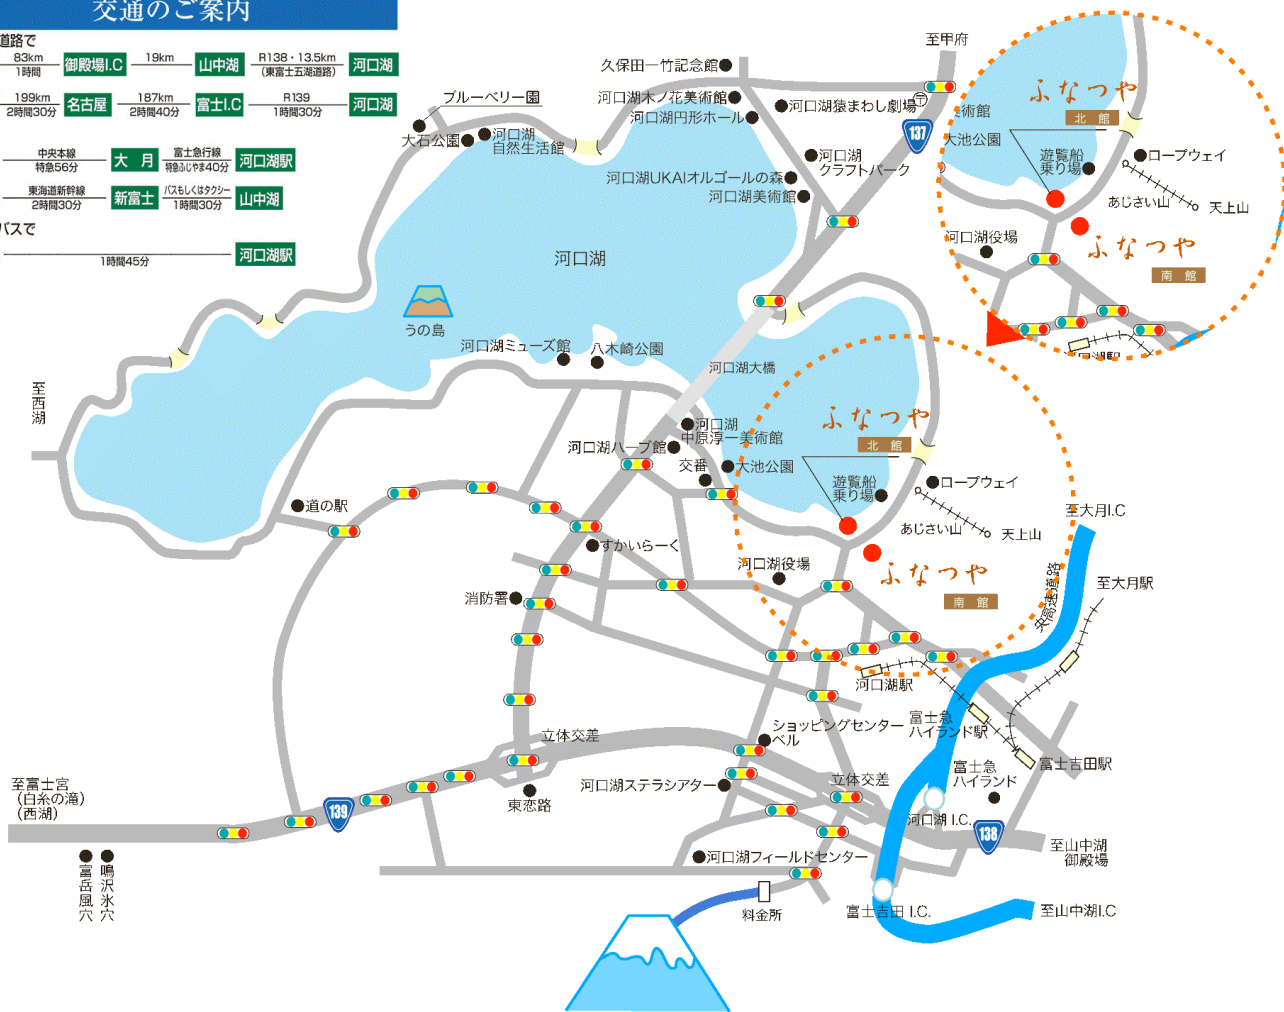 交通のご案内
道路で
83km
1時間
御殿場I.C
19km
山中湖
R138・13.5km
(東富士五湖道路)
河口湖
199km
2時間30分
名古屋
187km
2時間40分
富士I.C
R139
1時間30分
河口湖
中央本線
特急56分
大月
富士急行線
特急ふじやま40分
河口湖駅
東海道新幹線
2時間30分
新富士
バスもしくはタクシー
1時間30分
山中湖
バスで
1時間45分
河口湖駅
至甲府
久保田一竹記念館
河口湖木ノ花美術館
河口湖円形ホール
河口湖猿まわし劇場
ブルーベリー園
大石公園
河口湖
自然生活館
137
河口湖
クラフトパーク
河口湖UKAIオルゴールの森
河口湖美術館
河口湖
うの島
河口湖ミューズ館
八木崎公園
河口湖大橋
至西湖
河口湖
中原淳一美術館
河口湖ハーブ館
交番
大池公園
道の駅
すかいらーく
消防署
河口湖役場
ふなつや
北館
遊覧船
乗り場
ロープウェイ
あじさい山
天上山
ふなつや
南館
美術館
大池公園
ふなつや
北館
遊覧船
乗り場
ロープウェイ
あじさい山
天上山
河口湖役場
ふなつや
南館
河口湖駅
至大月I.C
央高速道路
至大月駅
河口湖駅
富士急
ハイランド駅
富士吉田駅
富士急
ハイランド
ショッピングセンター
ベル
立体交差
立体交差
河口湖ステラシアター
東恋路
至富士宮
(白糸の滝)
(西湖)
139
富岳風穴
鳴沢氷穴
河口湖 I.C.
138
至山中湖
御殿場
河口湖フィールドセンター
料金所
富士吉田 I.C.
至山中湖I.C